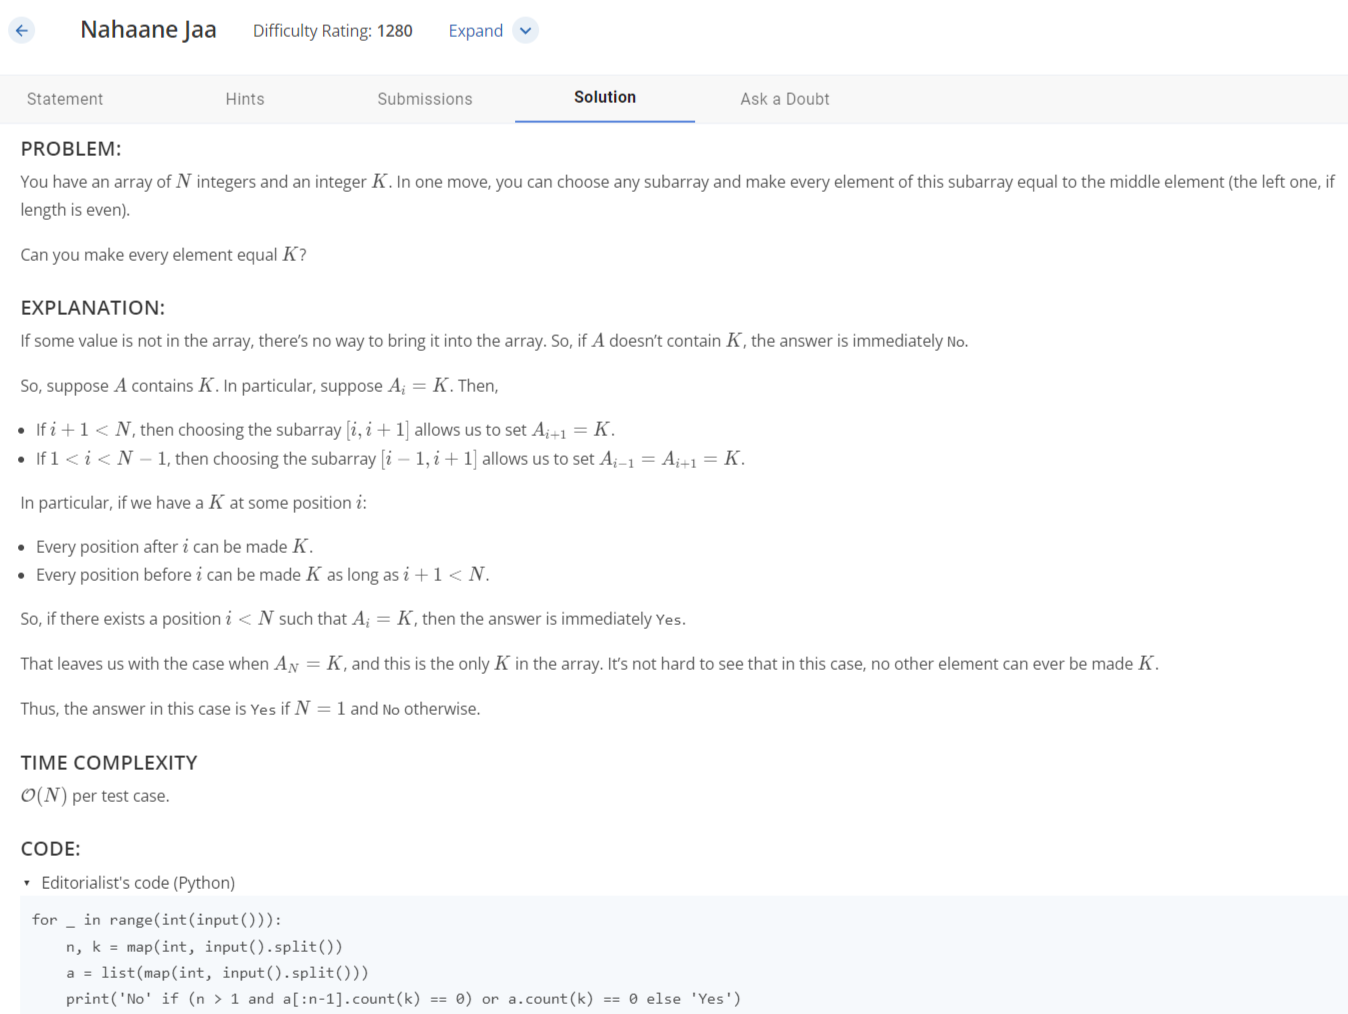 Nahaane Jaa Difficulty Rating: 1280 Expand
Statement Hints Submissions Solution Ask a Doubt
PROBLEM:
You have an array of N integers and an integer K. In one move, you can choose any subarray and make every element of this subarray equal to the middle element (the left one, if
length is even).
Can you make every element equal K?
EXPLANATION:
If some value is not in the array, there’s no way to bring it into the array. So, if A doesn’t contain K, the answer is immediately No.
So, suppose A contains K. In particular, suppose A_i = K. Then,
• If i + 1 < N, then choosing the subarray [i, i + 1] allows us to set A_{i+1} = K.
• If 1 < i < N − 1, then choosing the subarray [i − 1, i + 1] allows us to set A_{i−1} = A_{i+1} = K.
In particular, if we have a K at some position i:
• Every position after i can be made K.
• Every position before i can be made K as long as i + 1 < N.
So, if there exists a position i < N such that A_i = K, then the answer is immediately Yes.
That leaves us with the case when A_N = K, and this is the only K in the array. It’s not hard to see that in this case, no other element can ever be made K.
Thus, the answer in this case is Yes if N = 1 and No otherwise.
TIME COMPLEXITY
O(N) per test case.
CODE:
▾ Editorialist's code (Python)
for _ in range(int(input())):
    n, k = map(int, input().split())
    a = list(map(int, input().split()))
    print('No' if (n > 1 and a[:n-1].count(k) == 0) or a.count(k) == 0 else 'Yes')